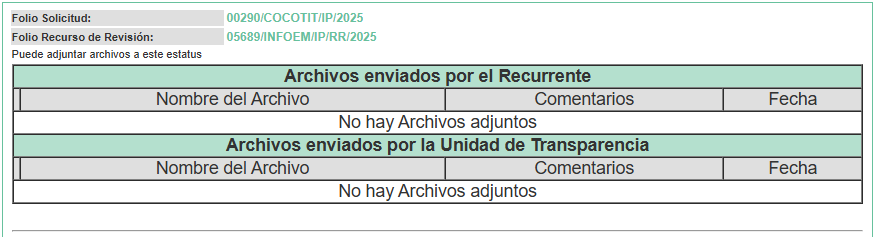 Folio Solicitud: 00290/COCOTIT/IP/2025
Folio Recurso de Revisión: 05689/INFOEM/IP/RR/2025
Puede adjuntar archivos a este estatus
Archivos enviados por el Recurrente
Nombre del Archivo Comentarios Fecha
No hay Archivos adjuntos
Archivos enviados por la Unidad de Transparencia
Nombre del Archivo Comentarios Fecha
No hay Archivos adjuntos